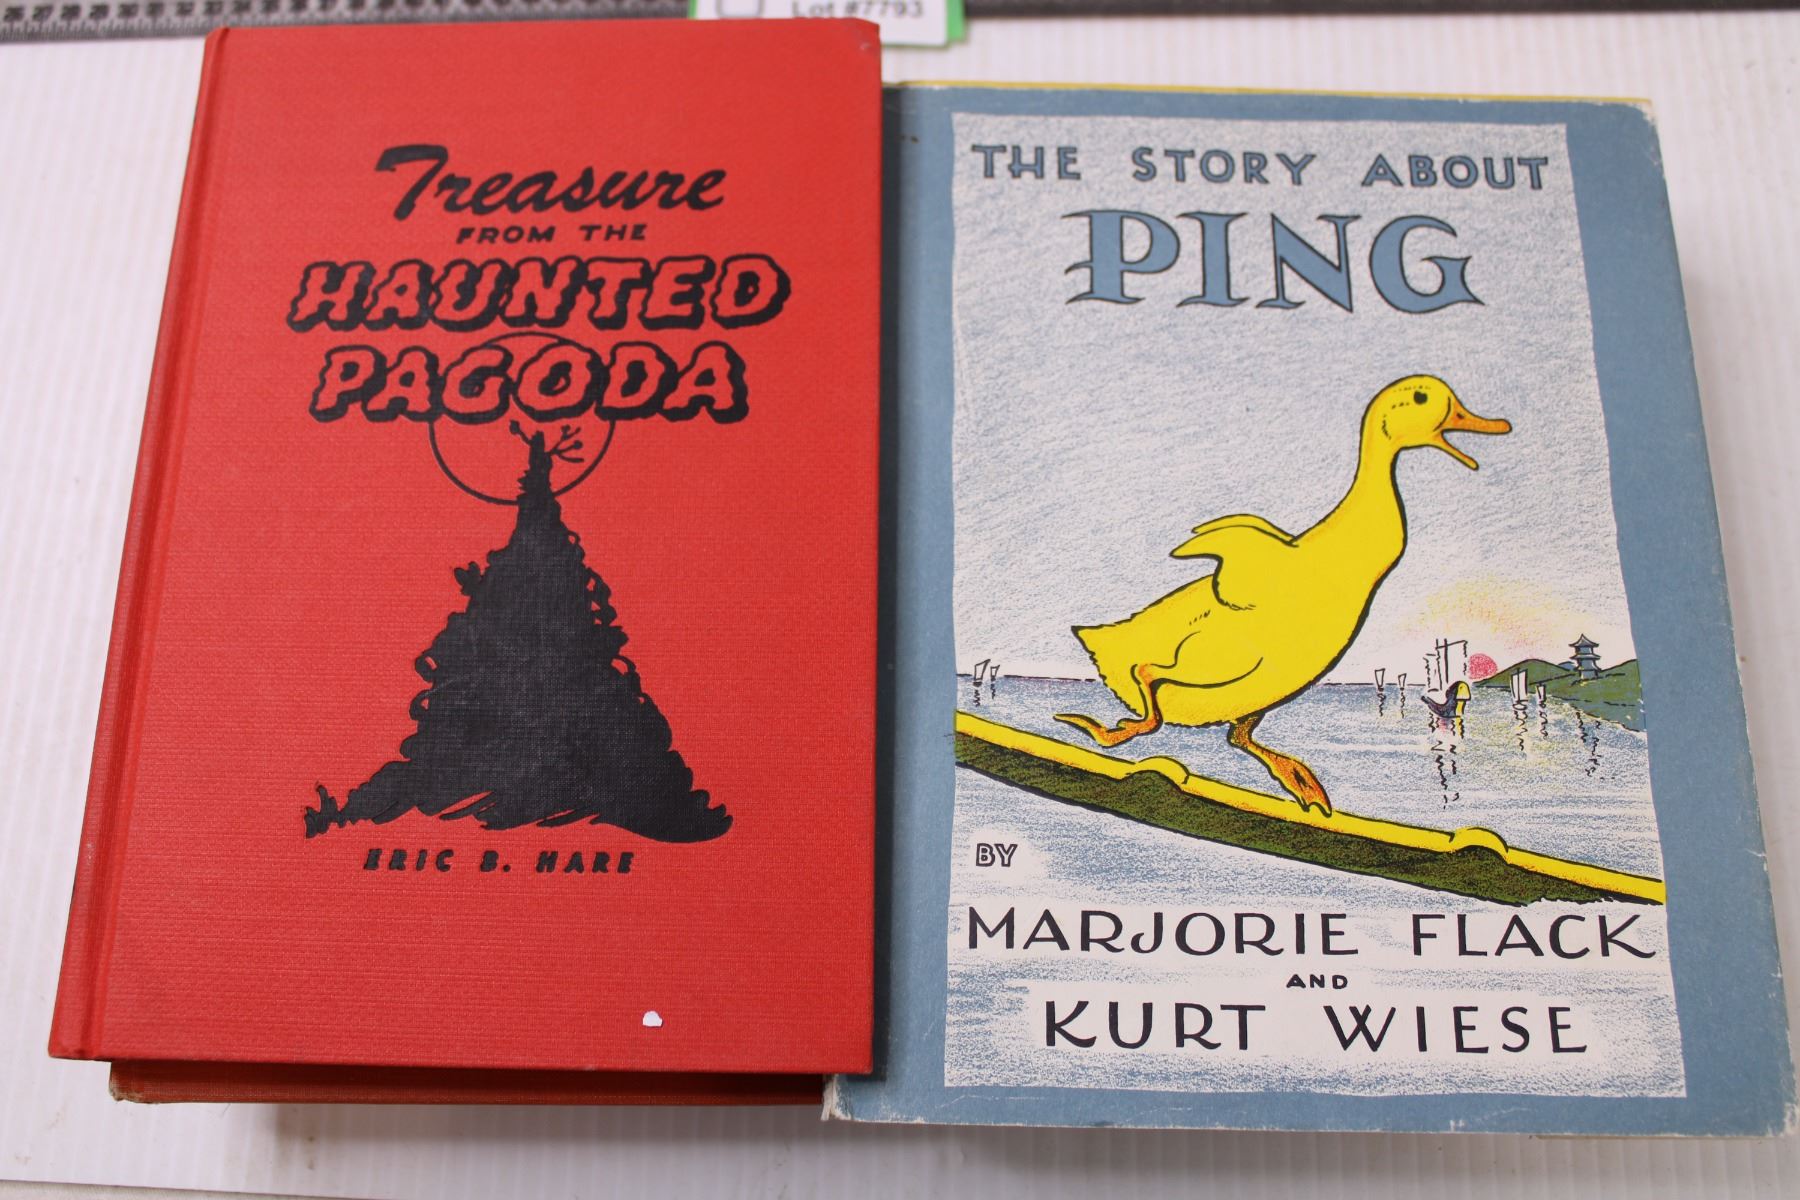 Lot #7793
Treasure
FROM THE
HAUNTED
PAGODA
ERIC B. HARE
THE STORY ABOUT
PING
BY
MARJORIE FLACK
AND
KURT WIESE